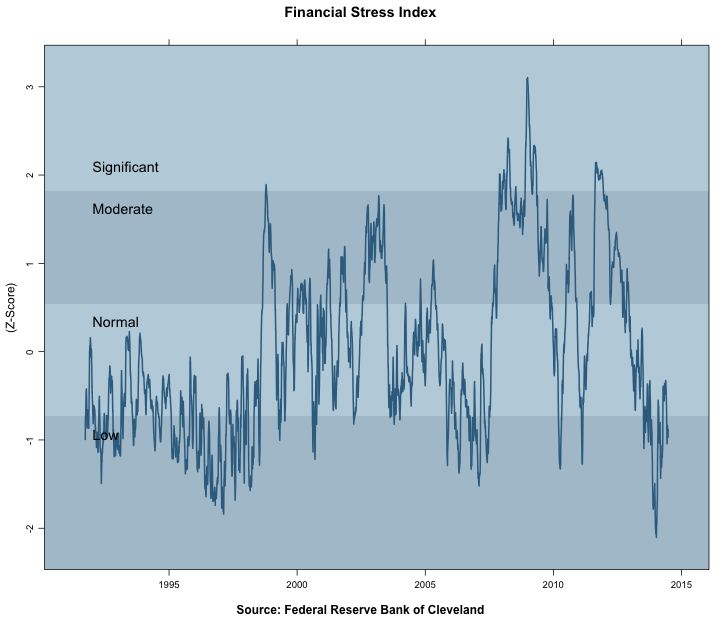 Financial Stress Index
3
2
1
0
-1
-2
(Z-Score)
Significant
Moderate
Normal
Low
1995 2000 2005 2010 2015
Source: Federal Reserve Bank of Cleveland